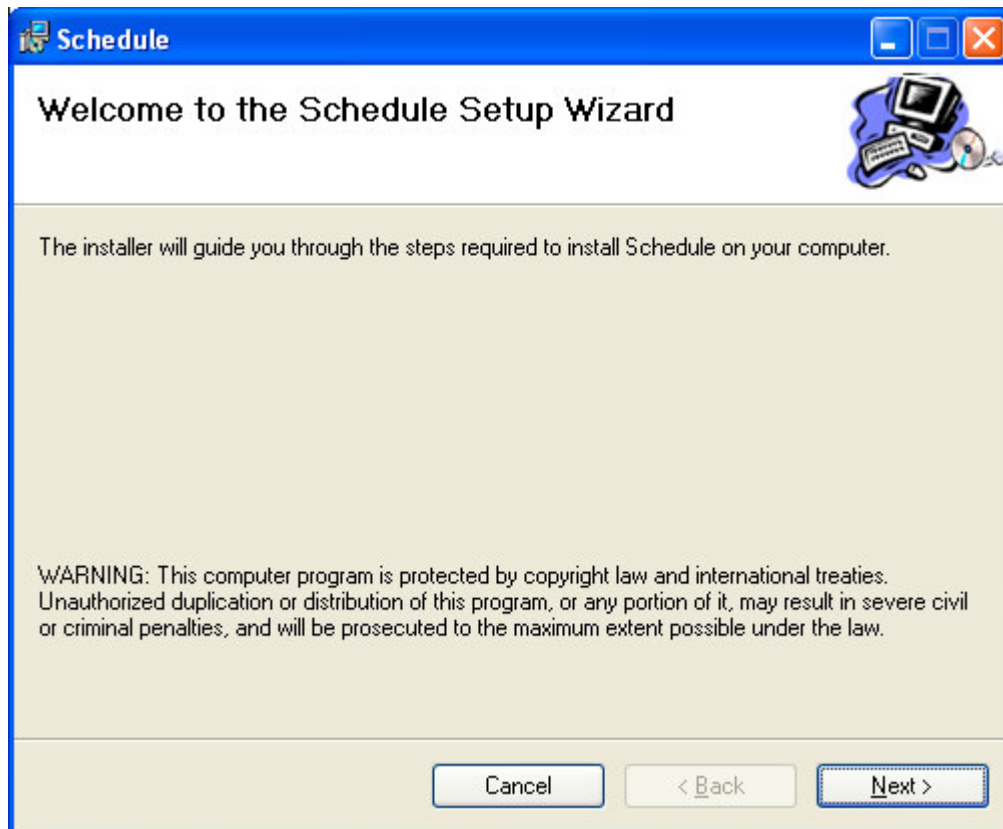 Schedule
Welcome to the Schedule Setup Wizard
The installer will guide you through the steps required to install Schedule on your computer.
WARNING: This computer program is protected by copyright law and international treaties.
Unauthorized duplication or distribution of this program, or any portion of it, may result in severe civil
or criminal penalties, and will be prosecuted to the maximum extent possible under the law.
Cancel
< Back
Next >